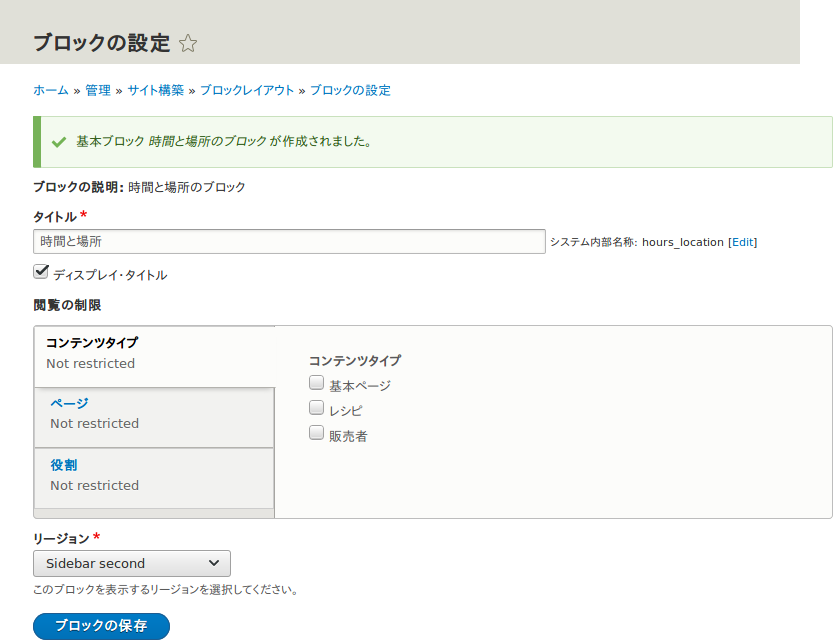 ブロックの設定
ホーム » 管理 » サイト構築 » ブロックレイアウト » ブロックの設定
基本ブロック 時間と場所のブロック が作成されました。
ブロックの説明: 時間と場所のブロック
タイトル *
時間と場所 システム内部名称: hours_location [Edit]
ディスプレイ・タイトル
閲覧の制限
コンテンツタイプ
Not restricted
ページ
Not restricted
役割
Not restricted
コンテンツタイプ
基本ページ
レシピ
販売者
リージョン *
Sidebar second
このブロックを表示するリージョンを選択してください。
ブロックの保存